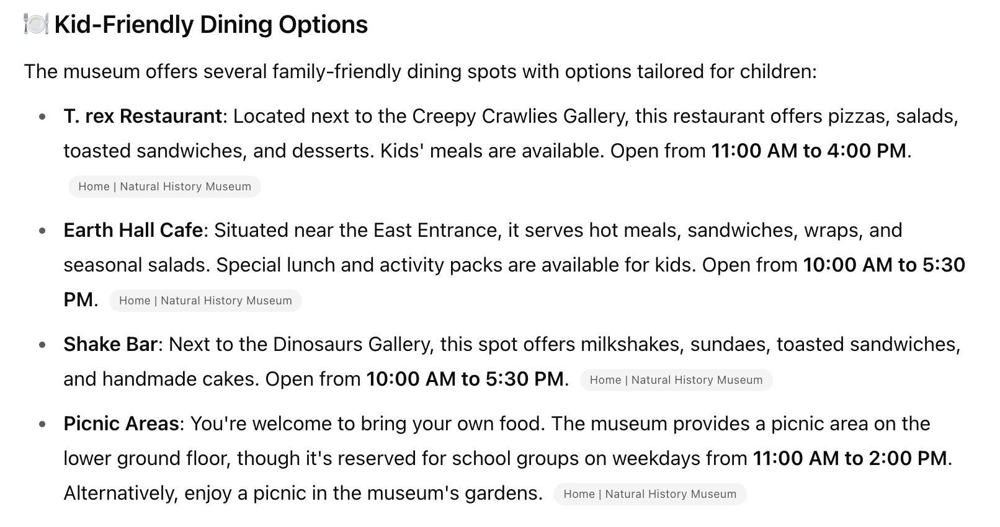 🍽️ Kid-Friendly Dining Options
The museum offers several family-friendly dining spots with options tailored for children:
• T. rex Restaurant: Located next to the Creepy Crawlies Gallery, this restaurant offers pizzas, salads,
toasted sandwiches, and desserts. Kids' meals are available. Open from 11:00 AM to 4:00 PM.
Home | Natural History Museum
• Earth Hall Cafe: Situated near the East Entrance, it serves hot meals, sandwiches, wraps, and
seasonal salads. Special lunch and activity packs are available for kids. Open from 10:00 AM to 5:30
PM. Home | Natural History Museum
• Shake Bar: Next to the Dinosaurs Gallery, this spot offers milkshakes, sundaes, toasted sandwiches,
and handmade cakes. Open from 10:00 AM to 5:30 PM. Home | Natural History Museum
• Picnic Areas: You're welcome to bring your own food. The museum provides a picnic area on the
lower ground floor, though it's reserved for school groups on weekdays from 11:00 AM to 2:00 PM.
Alternatively, enjoy a picnic in the museum's gardens. Home | Natural History Museum